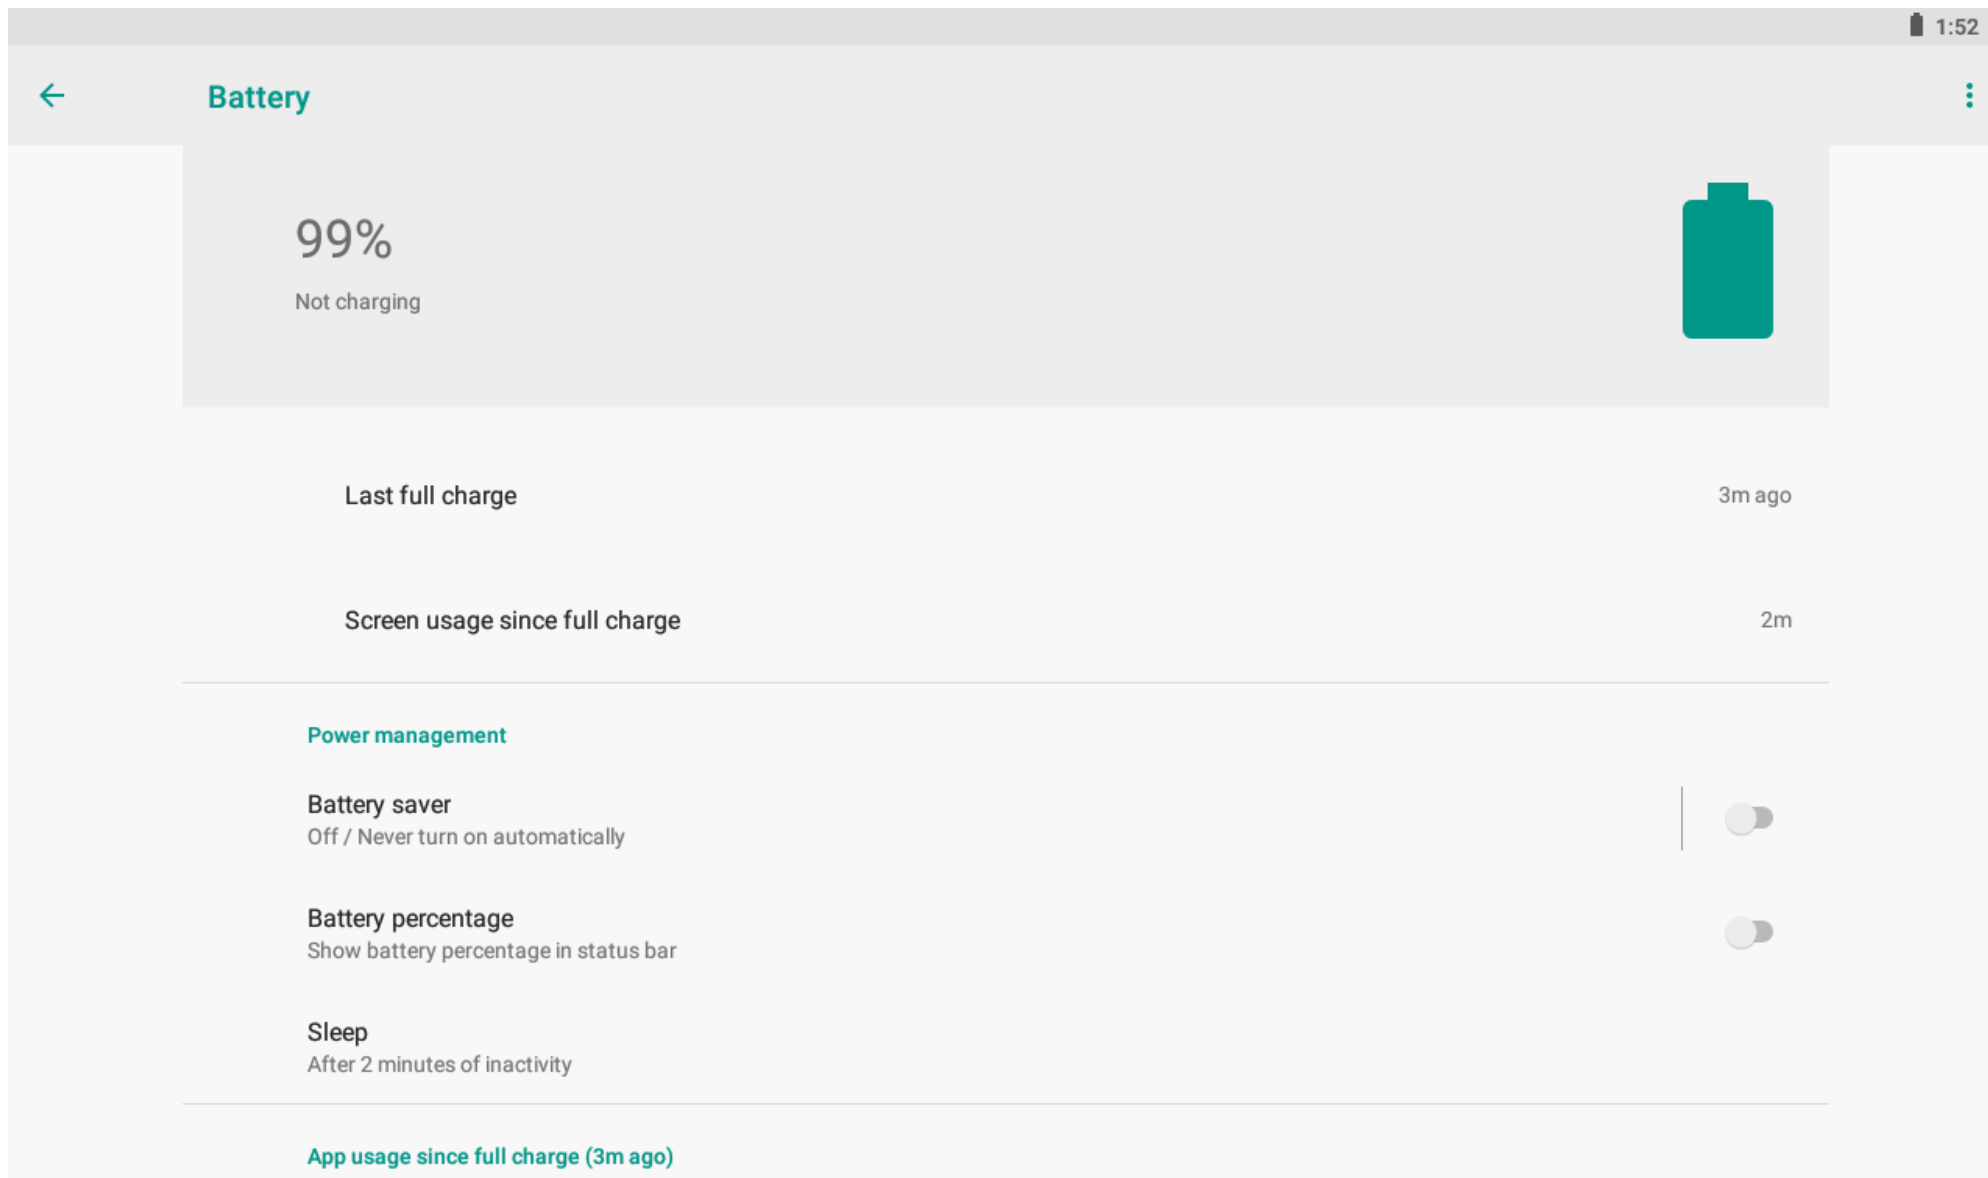 1:52
Battery
99%
Not charging
Last full charge
3m ago
Screen usage since full charge
2m
Power management
Battery saver
Off / Never turn on automatically
Battery percentage
Show battery percentage in status bar
Sleep
After 2 minutes of inactivity
App usage since full charge (3m ago)